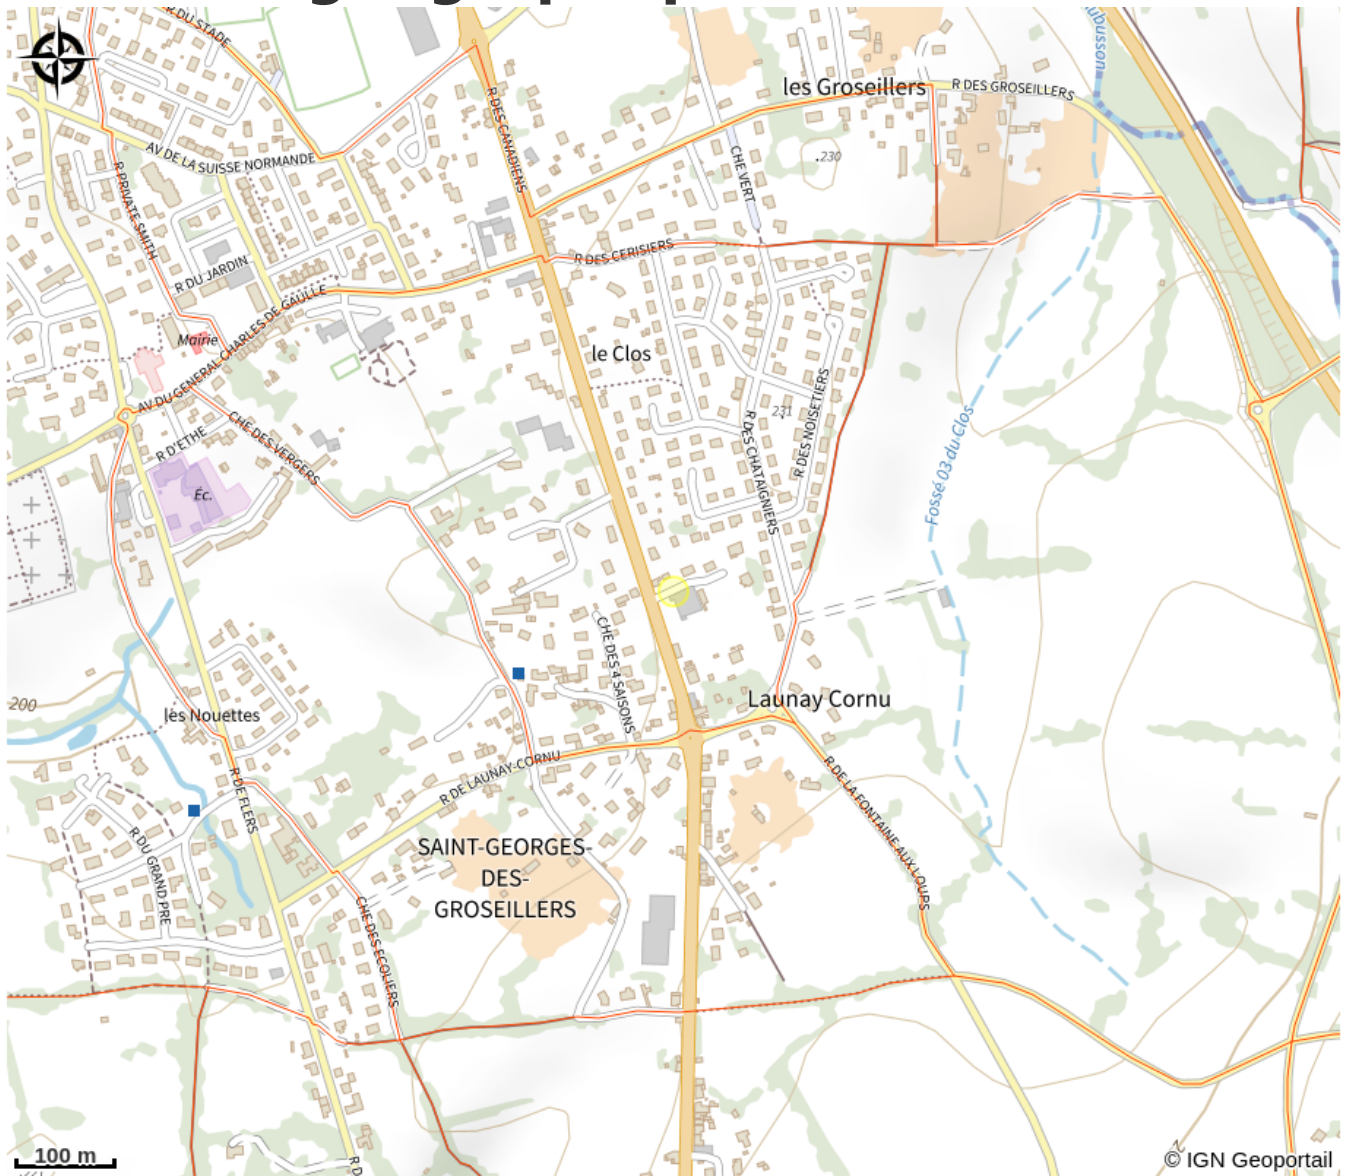 R DU STADE
R DES CANADIENS
ubusson
les Groseillers
R DES GROSEILLERS
AV DE LA SUISSE NORMANDE
CHE VERT
230
R PRIVATE SMITH
R DES CERISIERS
R DU JARDIN
Mairie
AV DU GENERAL CHARLES DE GAULLE
le Clos
R DES NOISETIERS
231
R DES CHATAIGNIERS
CHE DES VERGERS
R D'ETHE
Éc.
Fossé 03 du Clos
CHE DES 4 SAISONS
200
les Nouettes
Launay Cornu
R DE LAUNAY-CORNU
R DE FLERS
R DE LA FONTAINE AUX LOUPS
R DU GRAND PRE
SAINT-GEORGES-
DES-
GROSEILLERS
CHE DES ECOLIERS
R D
100 m
© IGN Geoportail